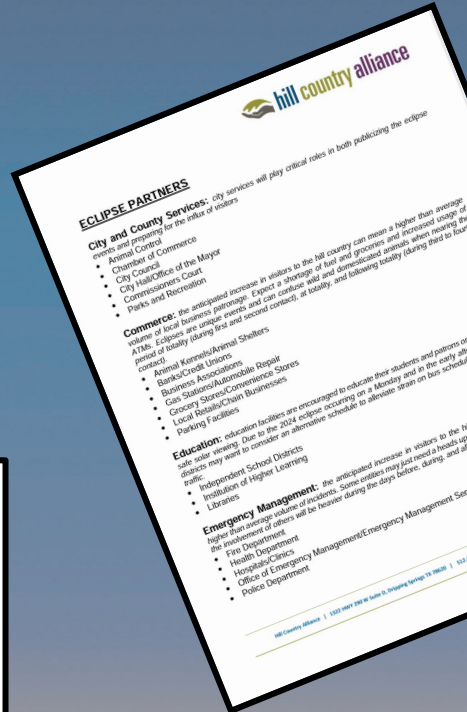 hill country alliance
ECLIPSE PARTNERS
City and County Services: city services will play critical roles in both publicizing the eclipse
events and preparing for the influx of visitors
• Animal Control
• Chamber of Commerce
• City Council
• City Hall/Office of the Mayor
• Commissioners Court
• Parks and Recreation
Commerce: the anticipated increase in visitors to the hill country can mean a higher than average
volume of local business patronage. Expect a shortage of fuel and groceries and increased usage of
ATMs. Eclipses are unique events and can confuse wild and domesticated animals when nearing the
period of totality (during first and second contact), at totality, and following totality (during third to four
contact).
• Animal Kennels/Animal Shelters
• Banks/Credit Unions
• Business Associations
• Gas Stations/Automobile Repair
• Grocery Stores/Convenience Stores
• Local Retails/Chain Businesses
• Parking Facilities
Education: education facilities are encouraged to educate their students and patrons on
safe solar viewing. Due to the 2024 eclipse occurring on a Monday and in the early aft
districts may want to consider an alternative schedule to alleviate strain on bus schedul
traffic.
• Independent School Districts
• Institution of Higher Learning
• Libraries
Emergency Management: the anticipated increase in visitors to the hi
higher than average volume of incidents. Some entities may just need a heads up
the involvement of others will be heavier during the days before, during, and af
• Fire Department
• Health Department
• Hospitals/Clinics
• Office of Emergency Management/Emergency Management Ser
• Police Department
Hill Country Alliance | 1322 HWY 290 W Suite D, Dripping Springs TX 78620 | 512.